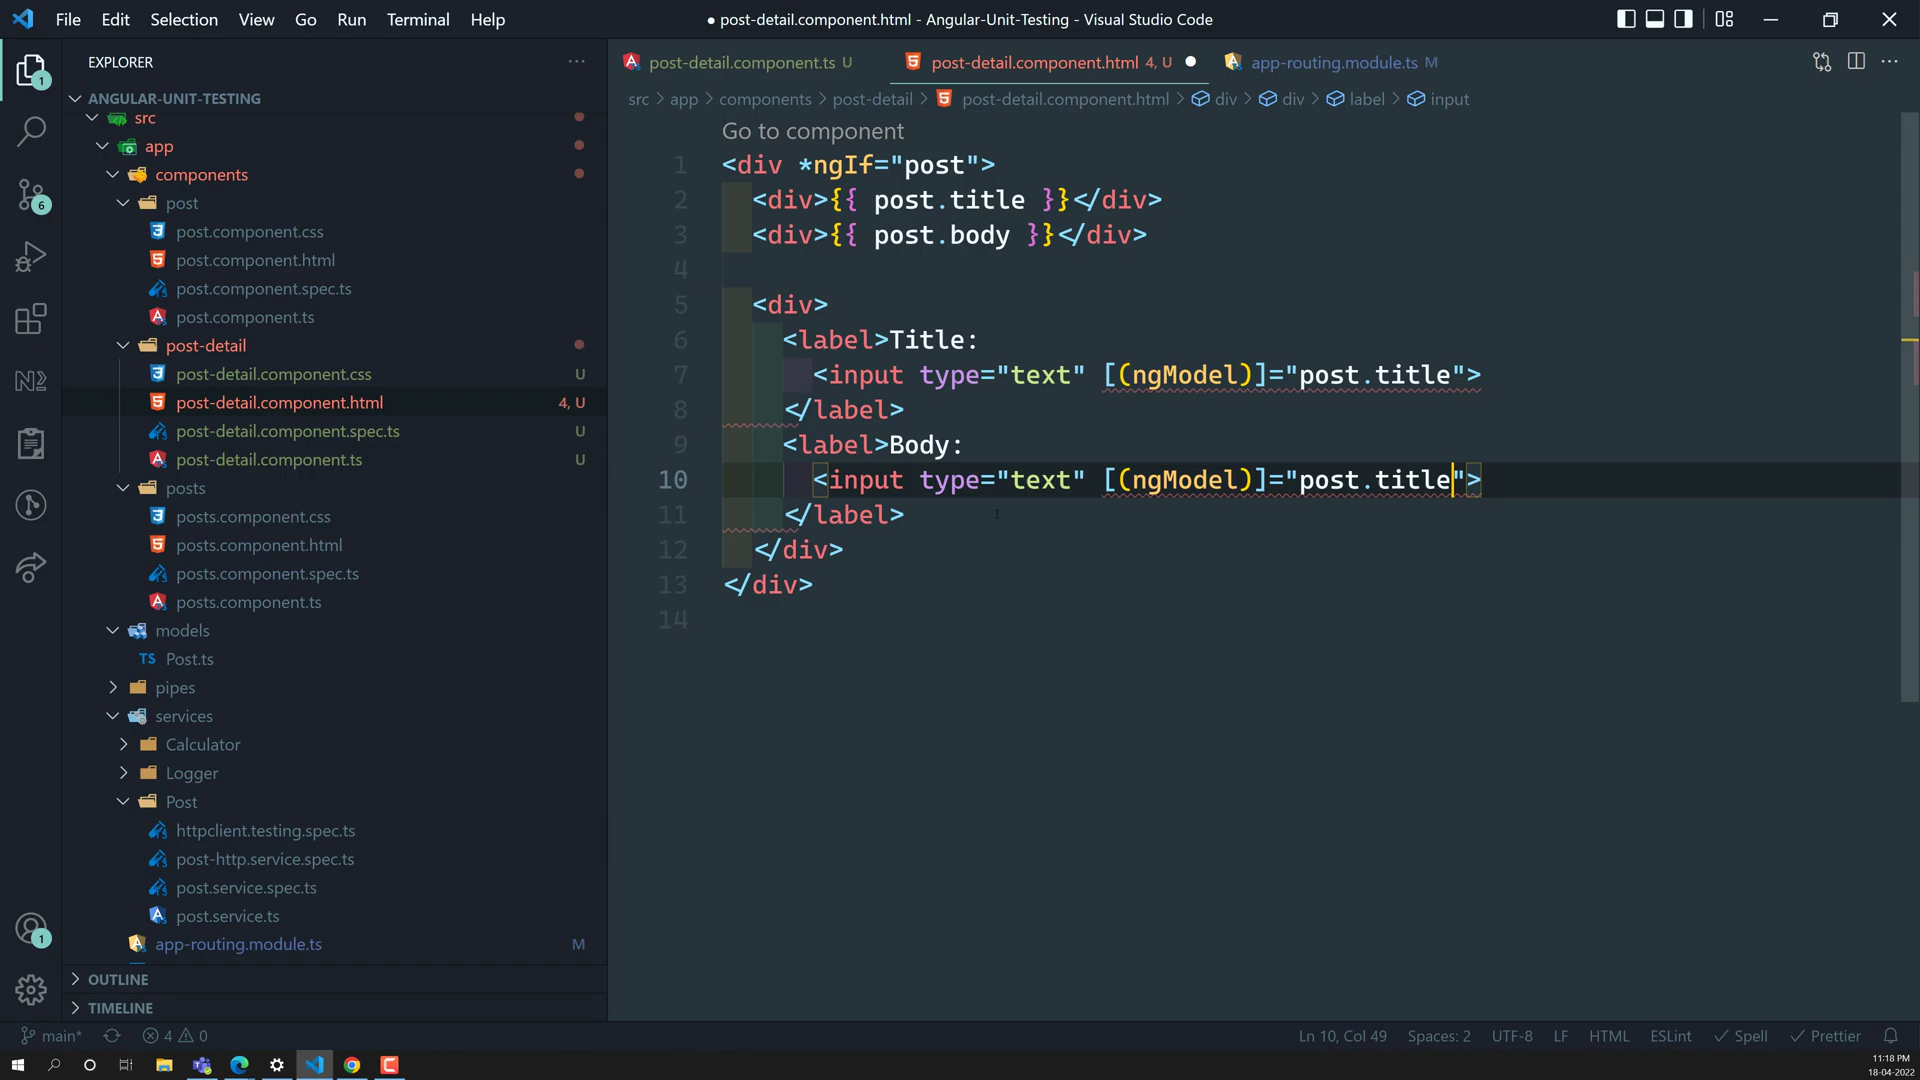 File Edit Selection View Go Run Terminal Help
● post-detail.component.html - Angular-Unit-Testing - Visual Studio Code
EXPLORER
ANGULAR-UNIT-TESTING
src
app
components
post
post.component.css
post.component.html
post.component.spec.ts
post.component.ts
post-detail
post-detail.component.css U
post-detail.component.html 4, U
post-detail.component.spec.ts U
post-detail.component.ts U
posts
posts.component.css
posts.component.html
posts.component.spec.ts
posts.component.ts
models
TS Post.ts
pipes
services
Calculator
Logger
Post
httpclient.testing.spec.ts
post-http.service.spec.ts
post.service.spec.ts
post.service.ts
app-routing.module.ts M
OUTLINE
TIMELINE
1
6
1
post-detail.component.ts U
post-detail.component.html 4, U
app-routing.module.ts M
src > app > components > post-detail > post-detail.component.html > div > div > label > input
Go to component
1 <div *ngIf="post">
2 <div>{{ post.title }}</div>
3 <div>{{ post.body }}</div>
4
5 <div>
6 <label>Title:
7 <input type="text" [(ngModel)]="post.title">
8 </label>
9 <label>Body:
10 <input type="text" [(ngModel)]="post.title">
11 </label>
12 </div>
13 </div>
14
main* 4 0
Ln 10, Col 49 Spaces: 2 UTF-8 LF HTML ESLint Spell Prettier
11:18 PM
18-04-2022